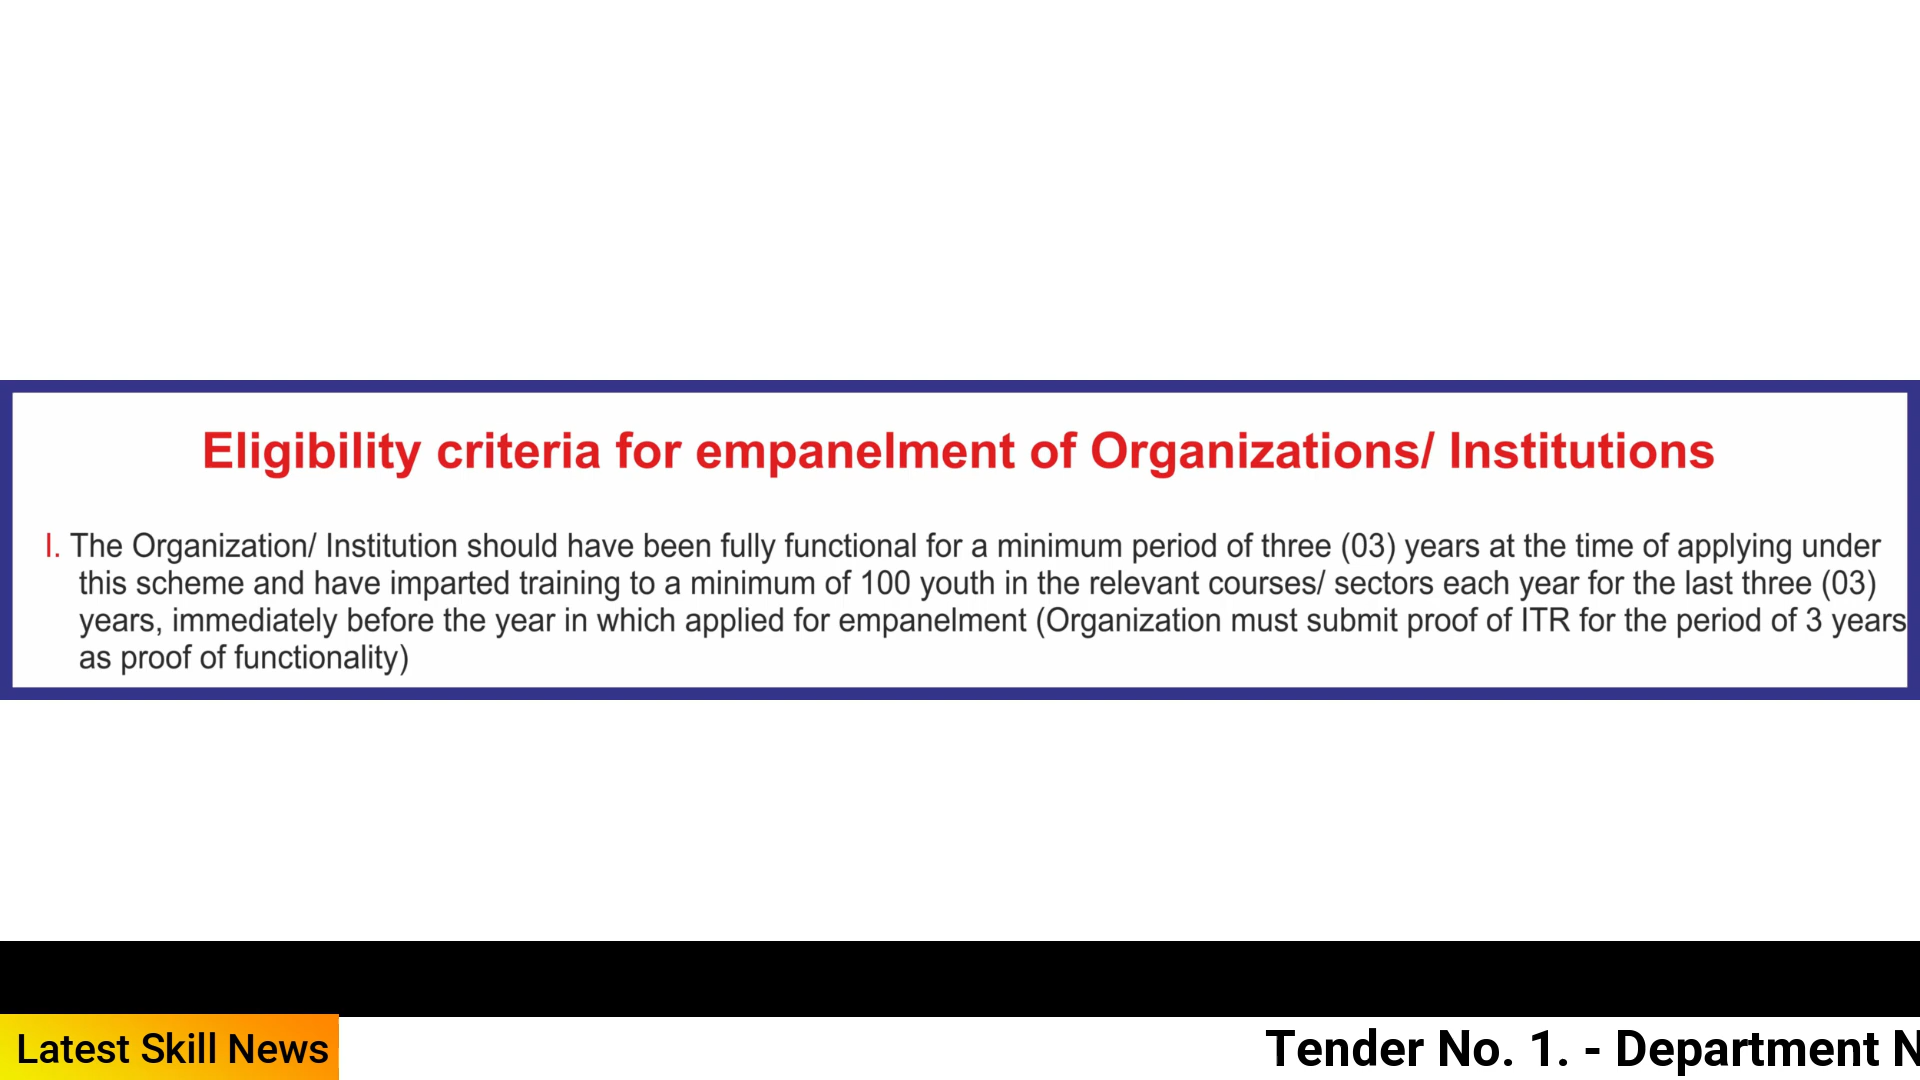 Eligibility criteria for empanelment of Organizations/ Institutions
I. The Organization/ Institution should have been fully functional for a minimum period of three (03) years at the time of applying under
this scheme and have imparted training to a minimum of 100 youth in the relevant courses/ sectors each year for the last three (03)
years, immediately before the year in which applied for empanelment (Organization must submit proof of ITR for the period of 3 years
as proof of functionality)
Latest Skill News
Tender No. 1. - Department N